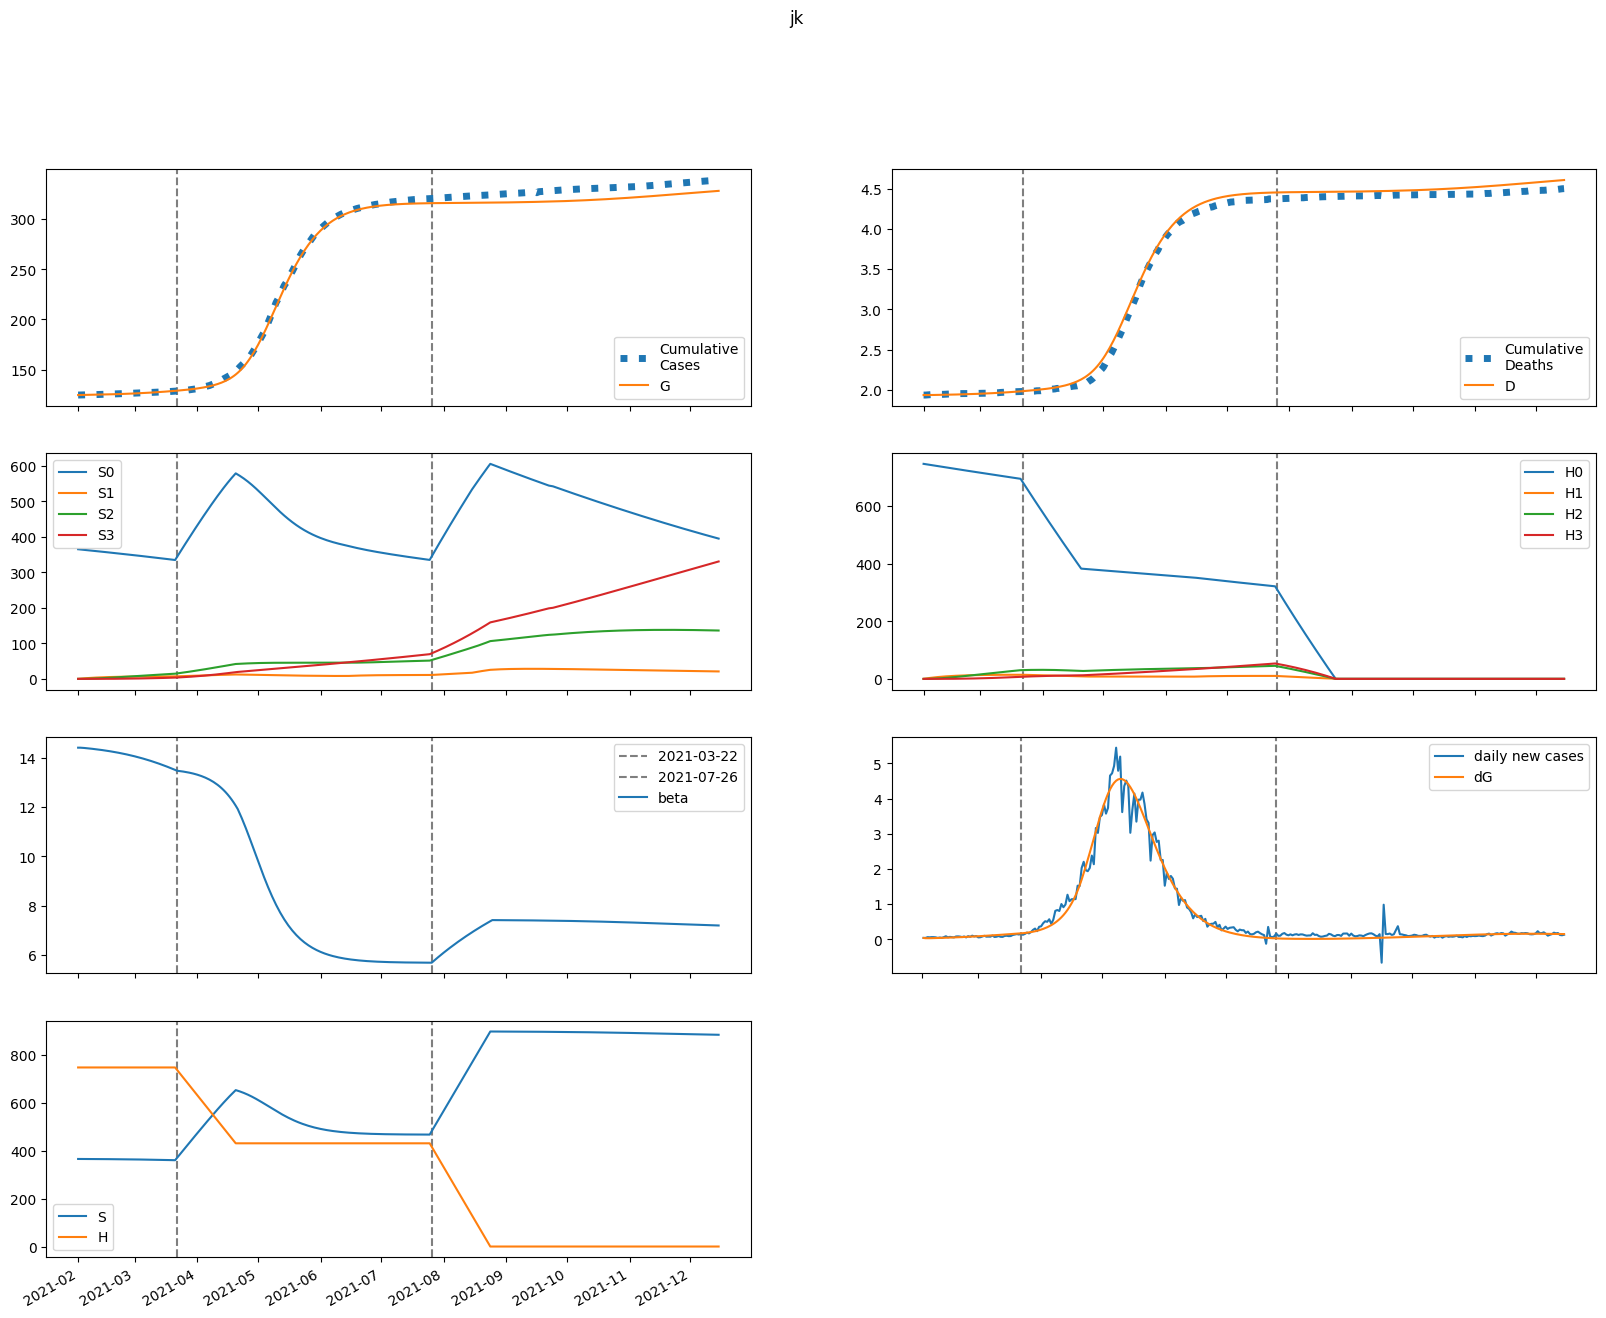 jk
300
250
200
150
Cumulative
Cases
G
4.5
4.0
3.5
3.0
2.5
2.0
Cumulative
Deaths
D
600
500
400
300
200
100
0
S0
S1
S2
S3
600
400
200
0
H0
H1
H2
H3
14
12
10
8
6
2021-03-22
2021-07-26
beta
5
4
3
2
1
0
daily new cases
dG
800
600
400
200
0
S
H
2021-02
2021-03
2021-04
2021-05
2021-06
2021-07
2021-08
2021-09
2021-10
2021-11
2021-12